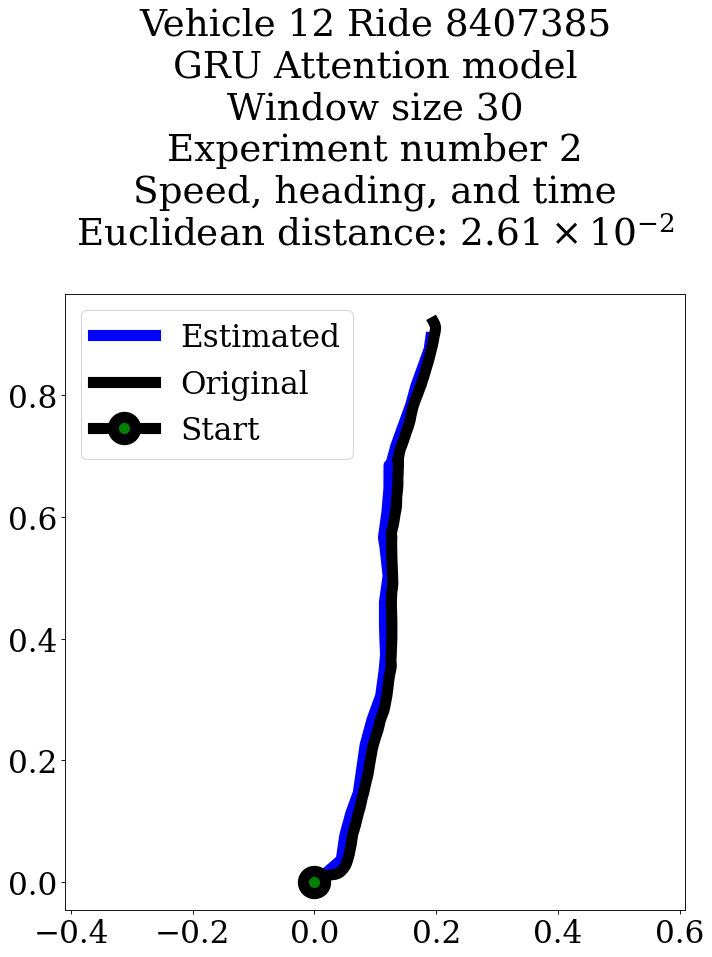 Vehicle 12 Ride 8407385
GRU Attention model
Window size 30
Experiment number 2
Speed, heading, and time
Euclidean distance: 2.61 × 10⁻²
Estimated
Original
Start
0.8
0.6
0.4
0.2
0.0
−0.4 −0.2 0.0 0.2 0.4 0.6